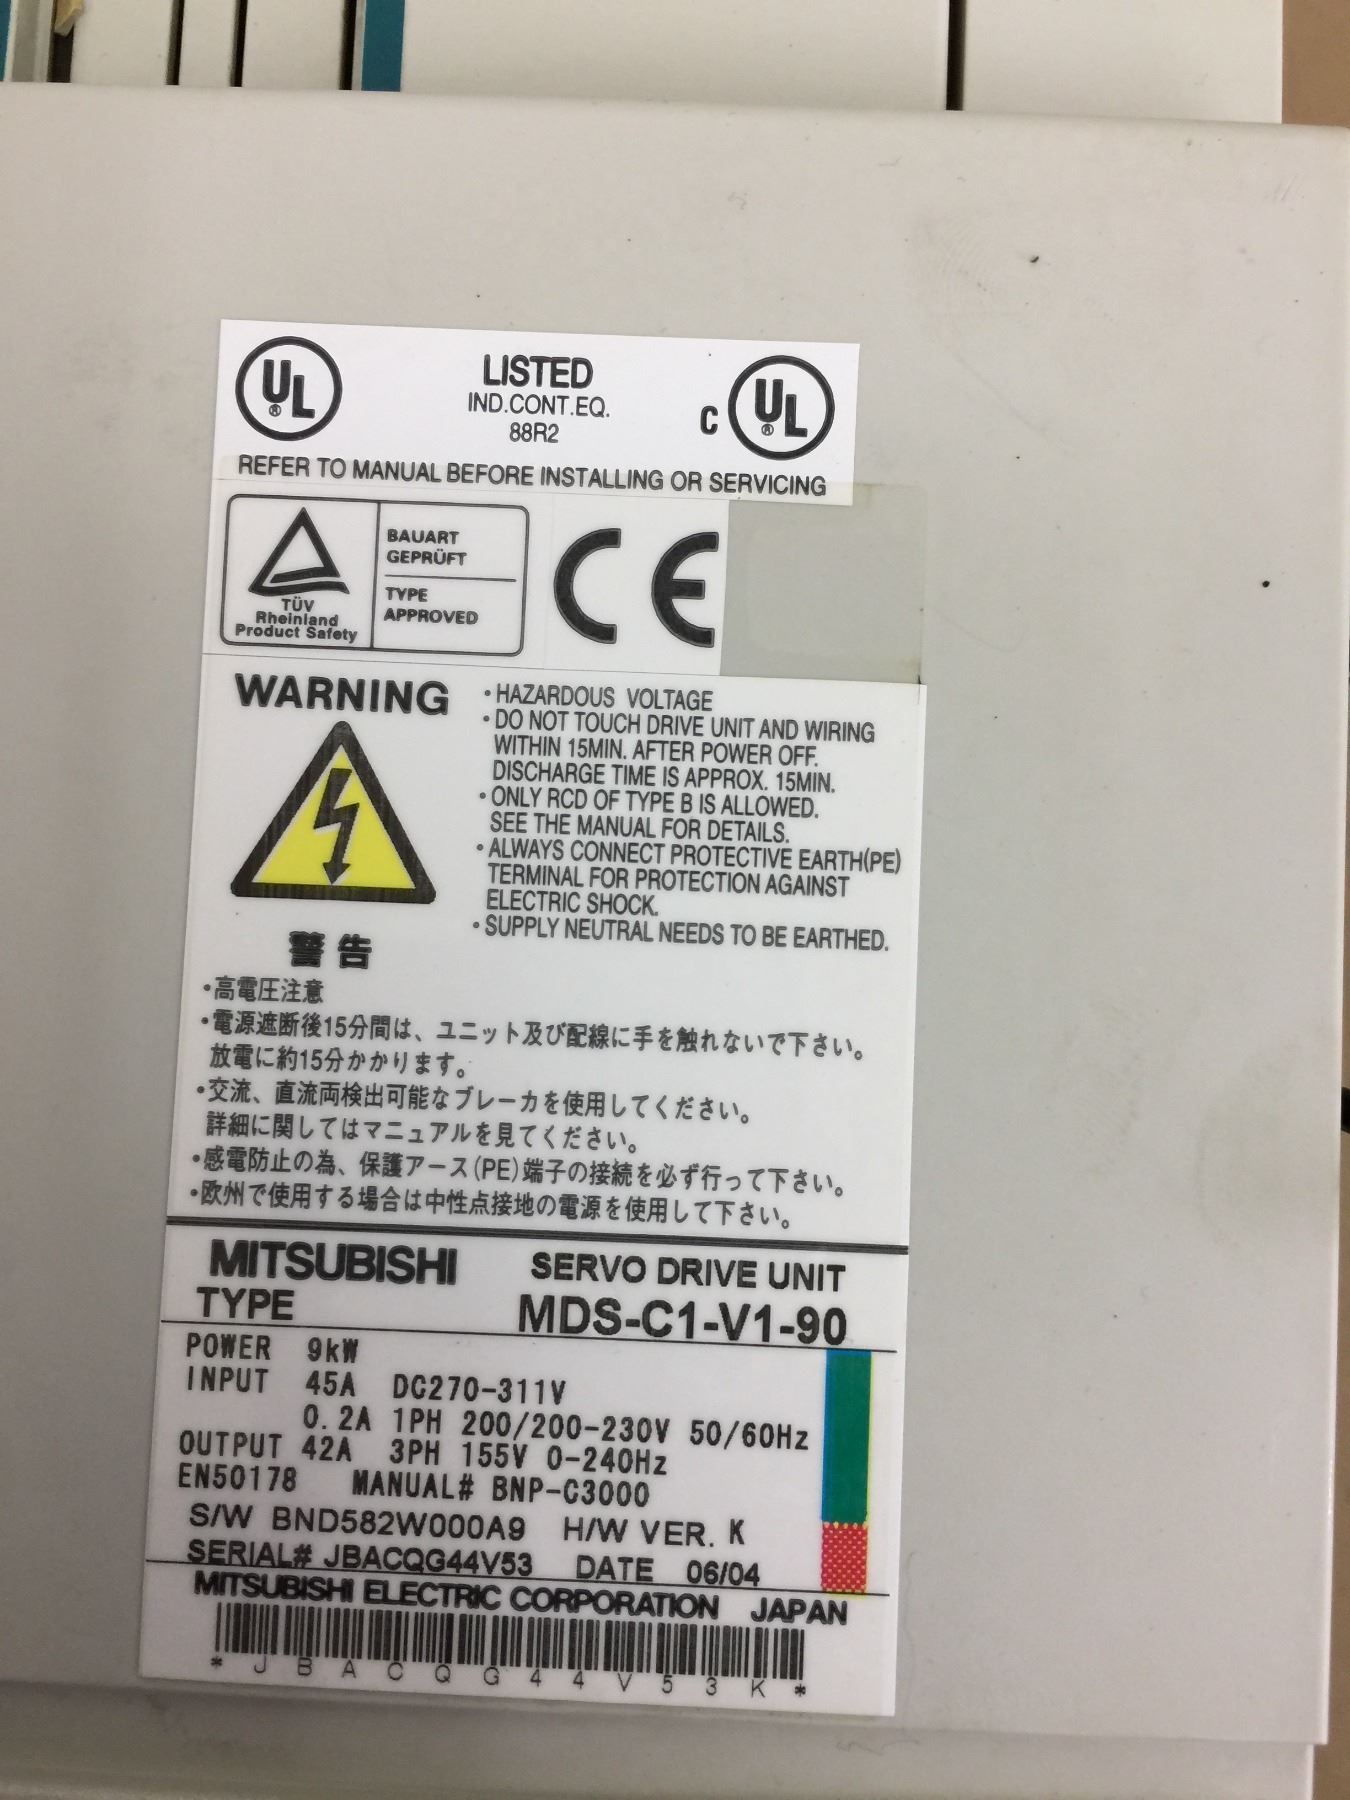 UL
®
LISTED
IND.CONT.EQ.
88R2
C UL
®
REFER TO MANUAL BEFORE INSTALLING OR SERVICING
TÜV
Rheinland
Product Safety
BAUART
GEPRÜFT
TYPE
APPROVED
CE
WARNING
・HAZARDOUS VOLTAGE
・DO NOT TOUCH DRIVE UNIT AND WIRING
WITHIN 15MIN. AFTER POWER OFF.
DISCHARGE TIME IS APPROX. 15MIN.
・ONLY RCD OF TYPE B IS ALLOWED.
SEE THE MANUAL FOR DETAILS.
・ALWAYS CONNECT PROTECTIVE EARTH(PE)
TERMINAL FOR PROTECTION AGAINST
ELECTRIC SHOCK.
・SUPPLY NEUTRAL NEEDS TO BE EARTHED.
警告
・高電圧注意
・電源遮断後15分間は、ユニット及び配線に手を触れないで下さい。
放電に約15分かかります。
・交流、直流両検出可能なブレーカを使用してください。
詳細に関してはマニュアルを見てください。
・感電防止の為、保護アース(PE)端子の接続を必ず行って下さい。
・欧州で使用する場合は中性点接地の電源を使用して下さい。
MITSUBISHI SERVO DRIVE UNIT
TYPE MDS-C1-V1-90
POWER 9kW
INPUT 45A DC270-311V
0.2A 1PH 200/200-230V 50/60Hz
OUTPUT 42A 3PH 155V 0-240Hz
EN50178 MANUAL# BNP-C3000
S/W BND582W000A9 H/W VER. K
SERIAL# JBACQG44V53 DATE 06/04
MITSUBISHI ELECTRIC CORPORATION JAPAN
* J B A C Q G 4 4 V 5 3 K *